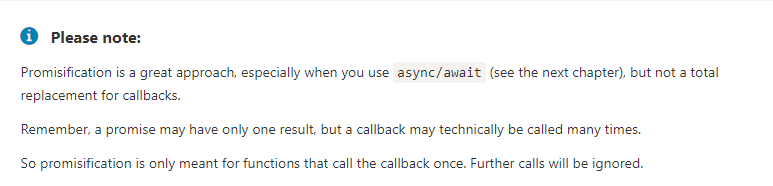 Please note:
Promisification is a great approach, especially when you use async/await (see the next chapter), but not a total
replacement for callbacks.
Remember, a promise may have only one result, but a callback may technically be called many times.
So promisification is only meant for functions that call the callback once. Further calls will be ignored.